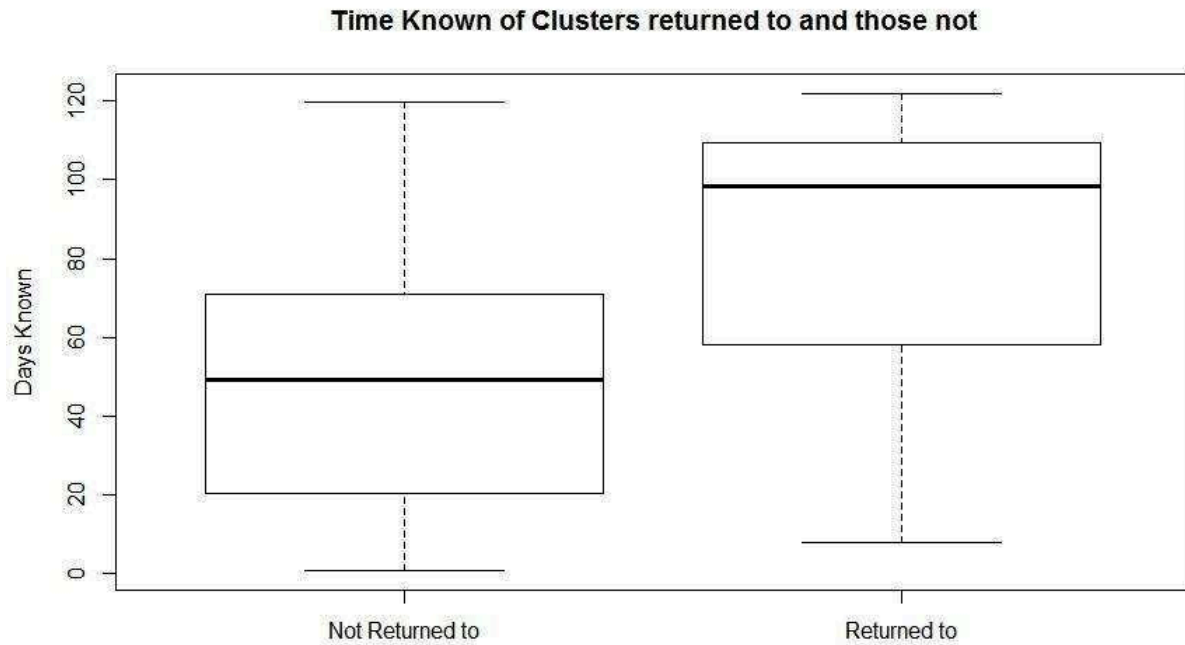 Time Known of Clusters returned to and those not
Days Known
120
100
80
60
40
20
0
Not Returned to
Returned to